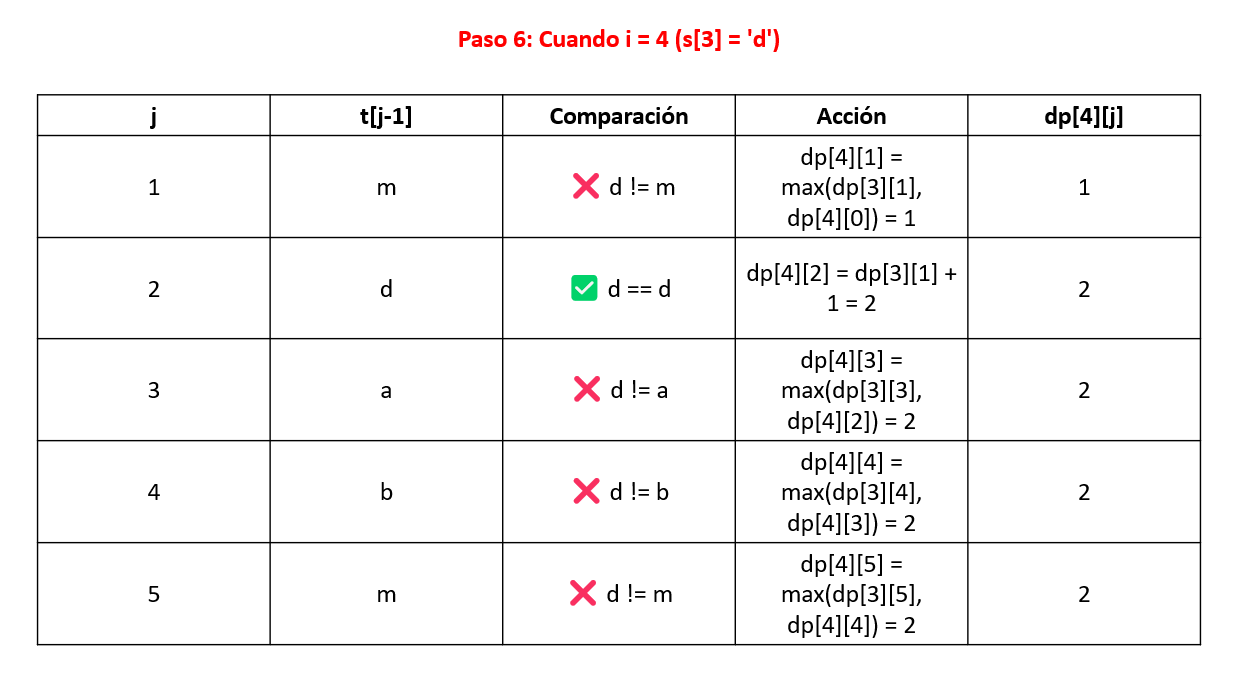 Paso 6: Cuando i = 4 (s[3] = 'd')
j t[j-1] Comparación Acción dp[4][j]
1 m ❌ d != m dp[4][1] =
max(dp[3][1],
dp[4][0]) = 1 1
2 d ✅ d == d dp[4][2] = dp[3][1] +
1 = 2 2
3 a ❌ d != a dp[4][3] =
max(dp[3][3],
dp[4][2]) = 2 2
4 b ❌ d != b dp[4][4] =
max(dp[3][4],
dp[4][3]) = 2 2
5 m ❌ d != m dp[4][5] =
max(dp[3][5],
dp[4][4]) = 2 2